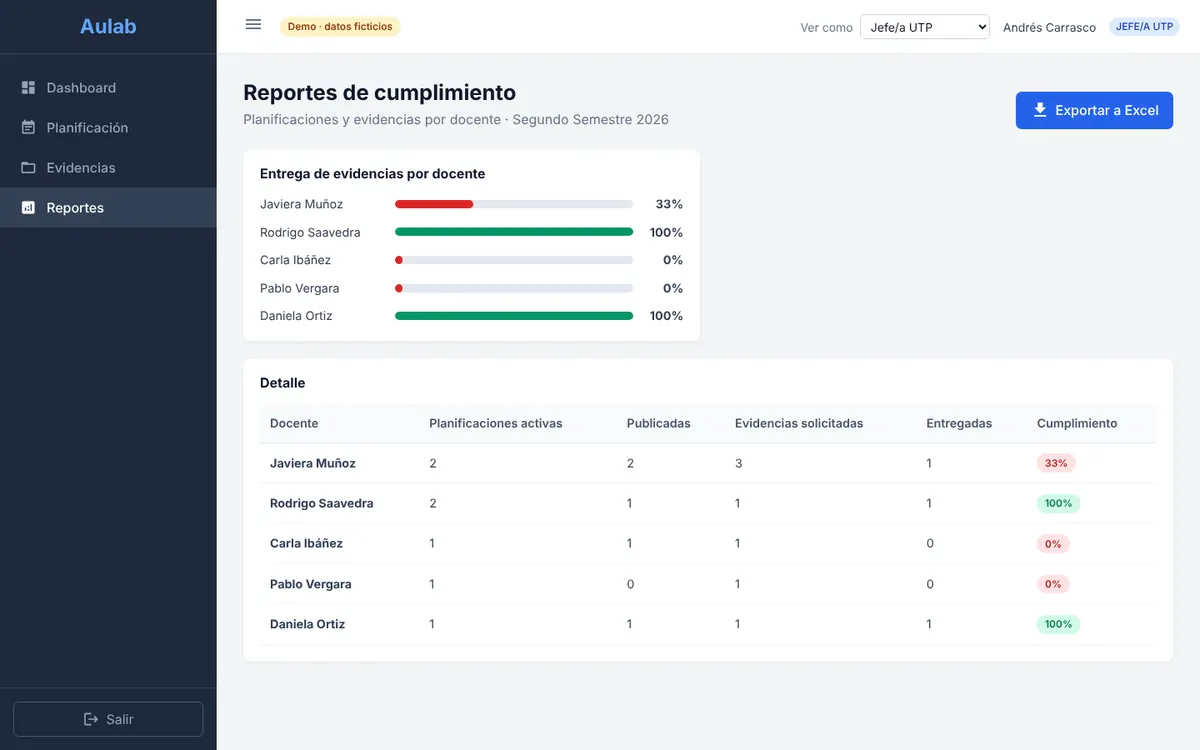 Aulab
Demo · datos ficticios
Ver como
Jefe/a UTP
Andrés Carrasco
JEFE/A UTP
Dashboard
Planificación
Evidencias
Reportes
Salir
Reportes de cumplimiento
Planificaciones y evidencias por docente · Segundo Semestre 2026
Exportar a Excel
Entrega de evidencias por docente
Javiera Muñoz 33%
Rodrigo Saavedra 100%
Carla Ibáñez 0%
Pablo Vergara 0%
Daniela Ortiz 100%
Detalle
Docente Planificaciones activas Publicadas Evidencias solicitadas Entregadas Cumplimiento
Javiera Muñoz 2 2 3 1 33%
Rodrigo Saavedra 2 1 1 1 100%
Carla Ibáñez 1 1 1 0 0%
Pablo Vergara 1 0 1 0 0%
Daniela Ortiz 1 1 1 1 100%